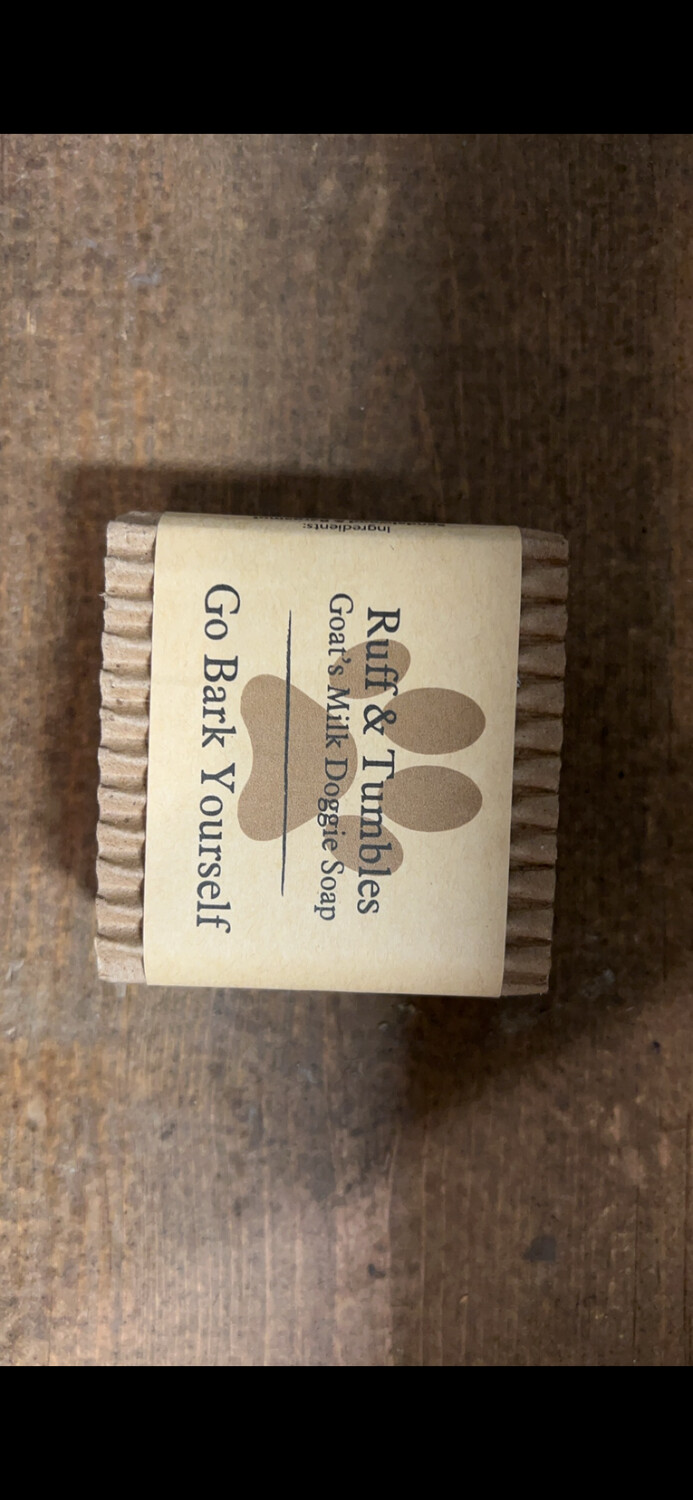 Ruff & Tumbles
Goat's Milk Doggie Soap
Go Bark Yourself
Ingredients: